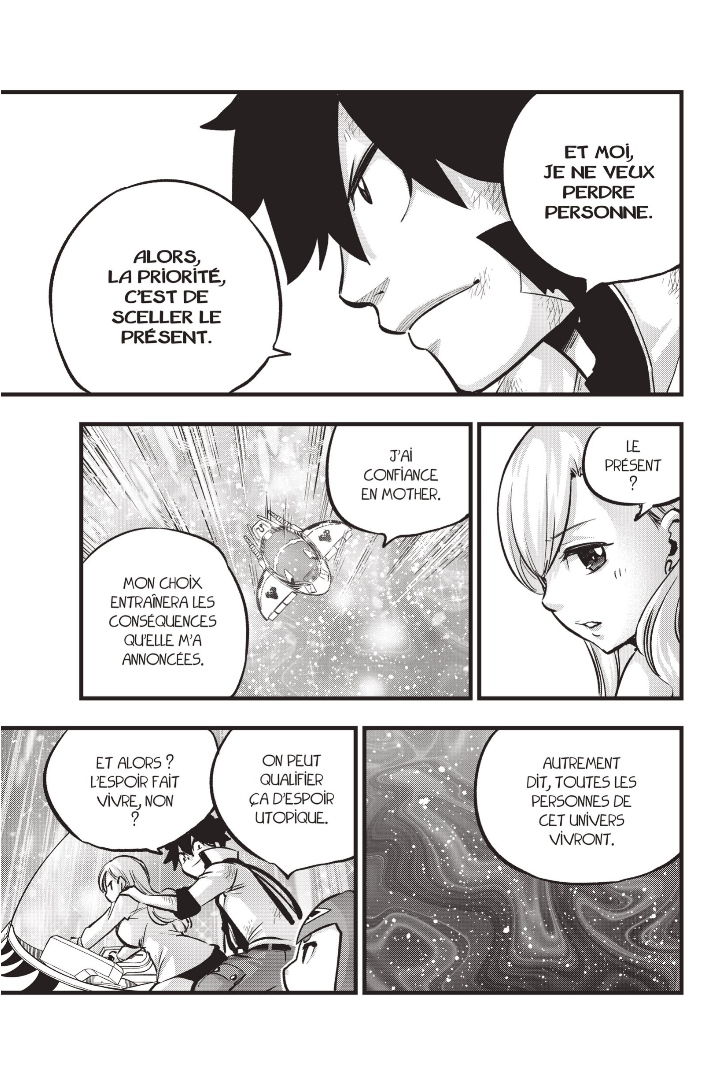 ET MOI,
JE NE VEUX
PERDRE
PERSONNE.
ALORS,
LA PRIORITÉ,
C'EST DE
SCELLER LE
PRÉSENT.
LE
PRÉSENT
?
J'AI
CONFIANCE
EN MOTHER.
MON CHOIX
ENTRAÎNERA LES
CONSÉQUENCES
QU'ELLE M'A
ANNONCÉES.
AUTREMENT
DIT, TOUTES LES
PERSONNES DE
CET UNIVERS
VIVRONT.
ON PEUT
QUALIFIER
ÇA D'ESPOIR
UTOPIQUE.
ET ALORS ?
L'ESPOIR FAIT
VIVRE, NON
?